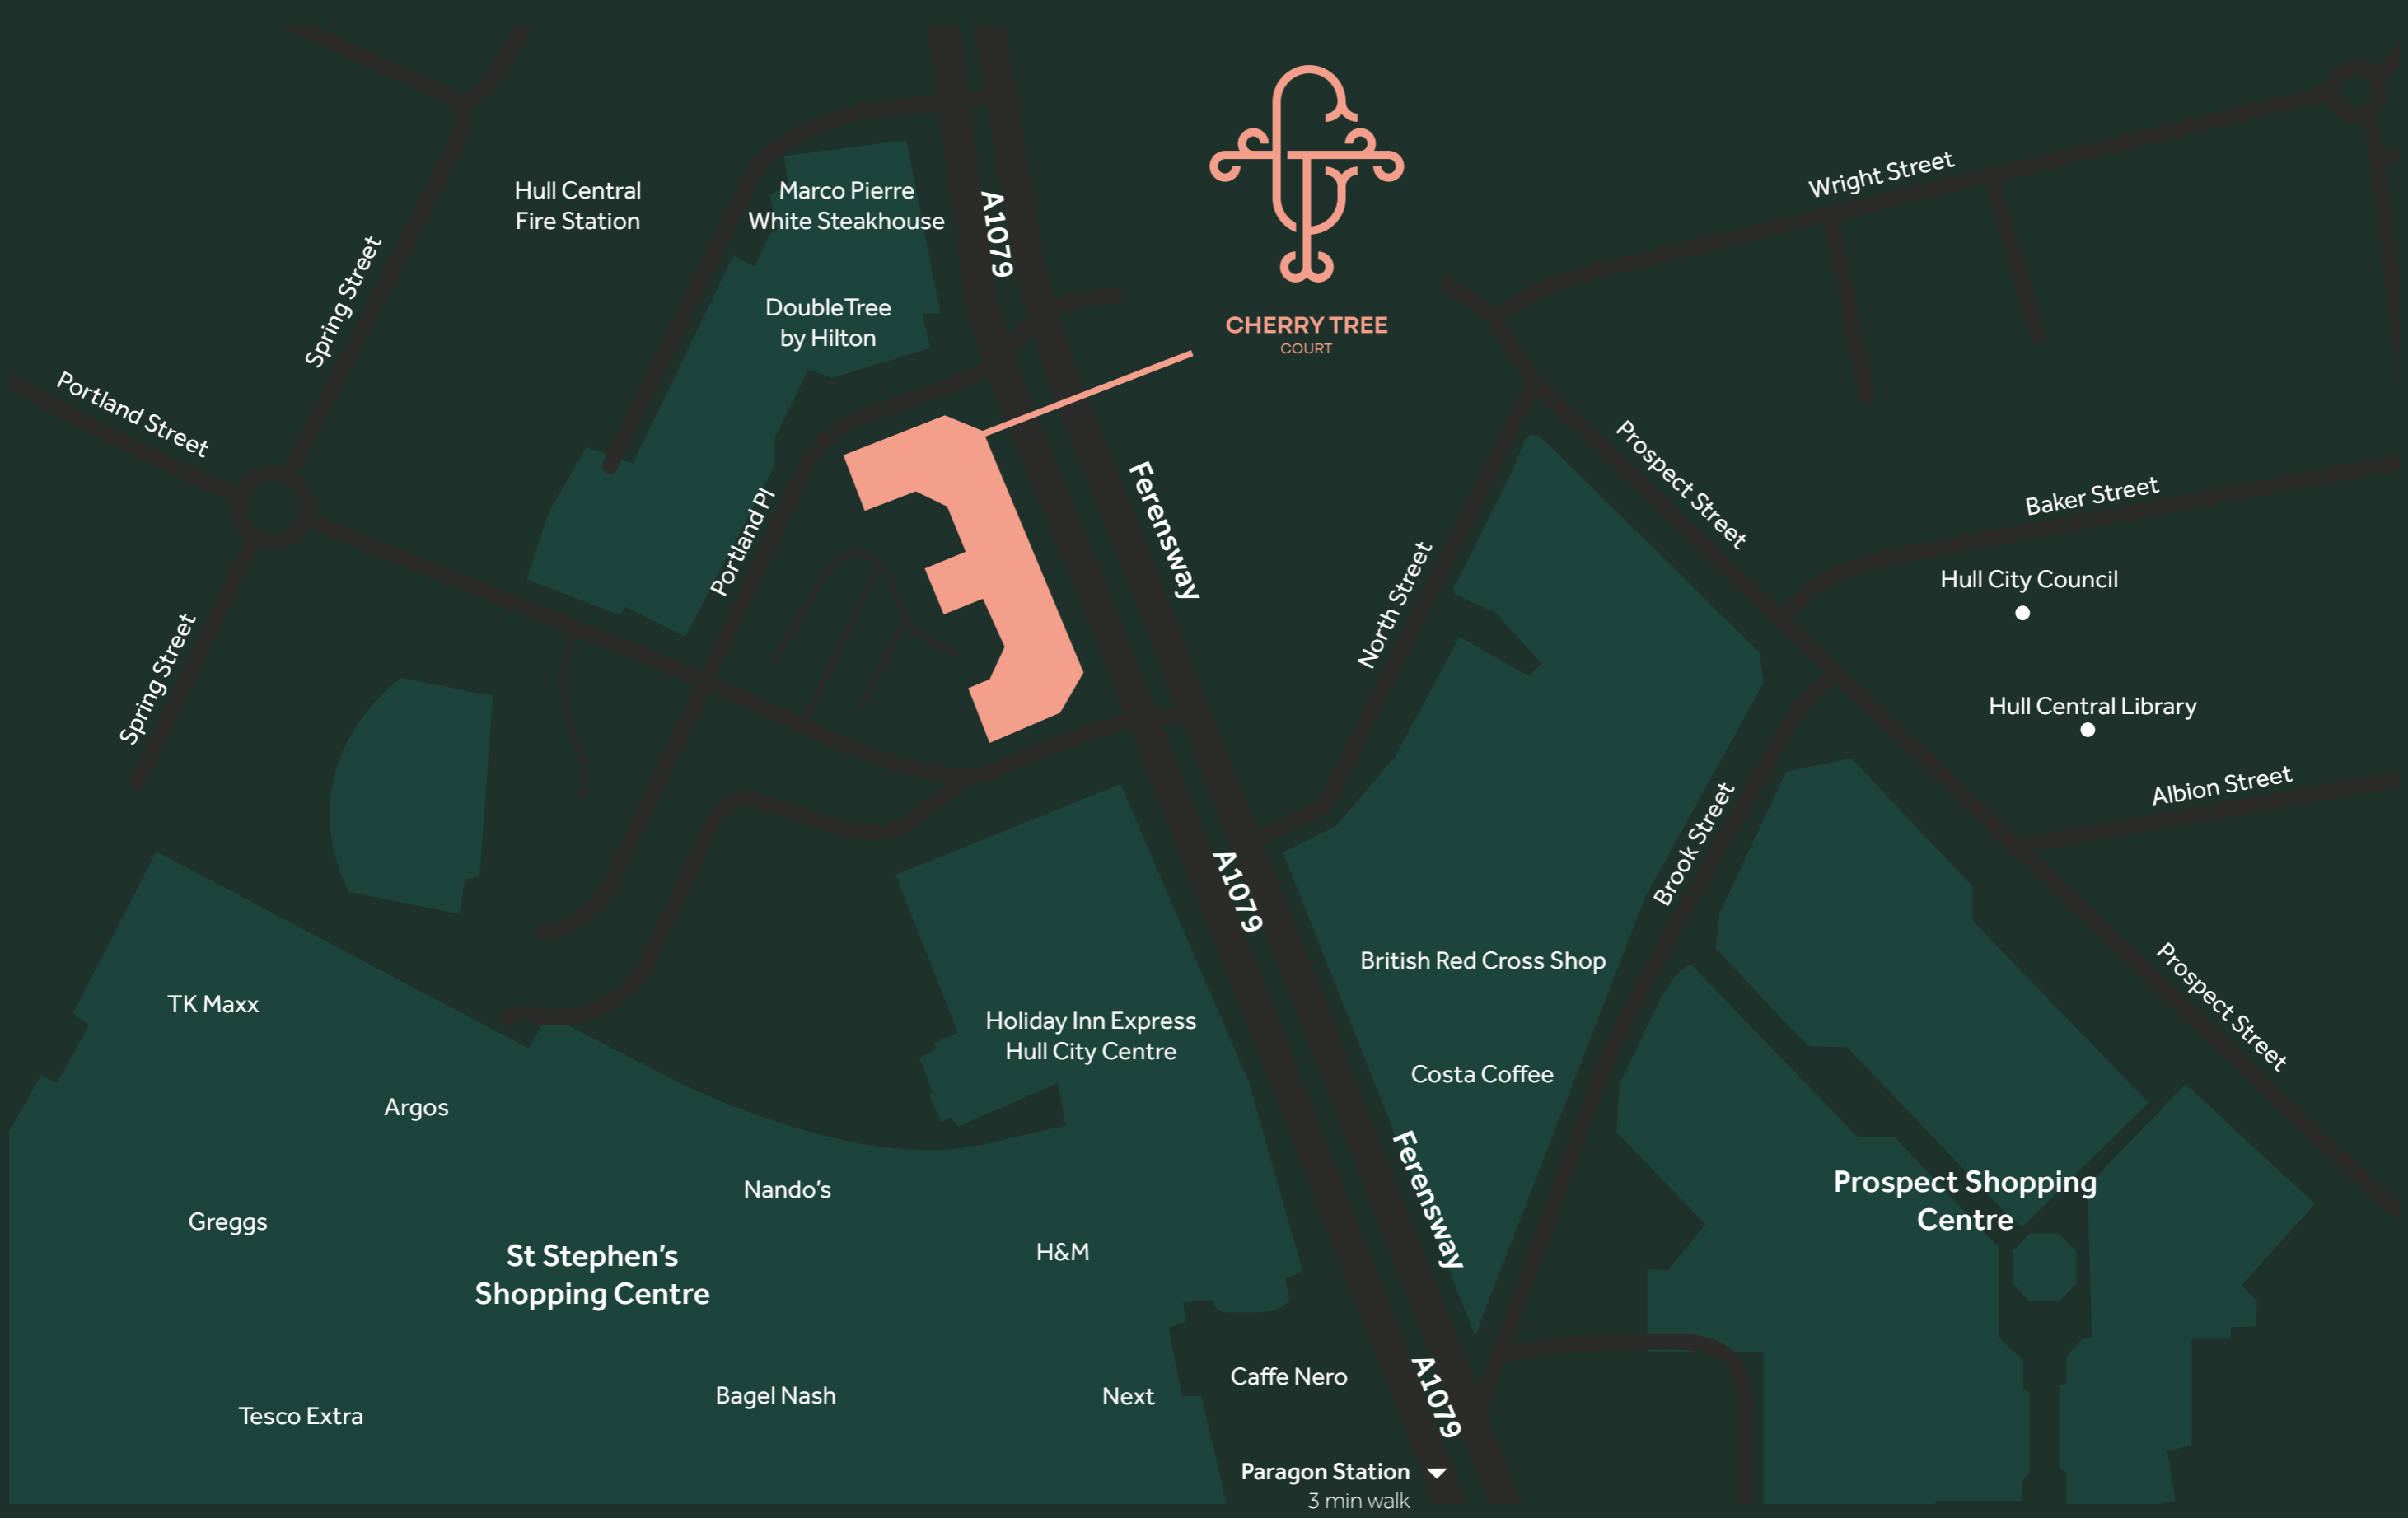 Hull Central
Fire Station
Marco Pierre
White Steakhouse
A1079
CHERRY TREE
COURT
Wright Street
Spring Street
DoubleTree
by Hilton
Portland Street
Portland Pl
Ferensway
North Street
Prospect Street
Baker Street
Hull City Council
Hull Central Library
Albion Street
Spring Street
A1079
Brook Street
British Red Cross Shop
Prospect Street
TK Maxx
Holiday Inn Express
Hull City Centre
Costa Coffee
Argos
Nando’s
Ferensway
Prospect Shopping
Centre
Greggs
St Stephen’s
Shopping Centre
H&M
Caffe Nero
A1079
Bagel Nash
Next
Tesco Extra
Paragon Station
3 min walk